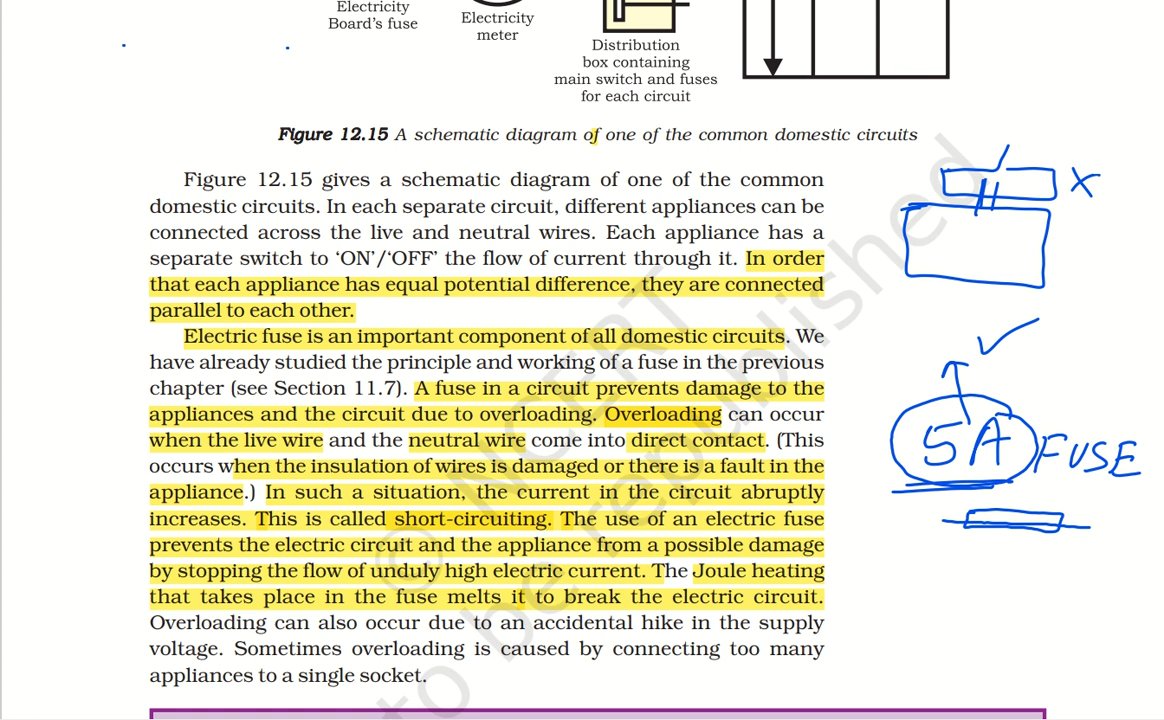 Electricity
Board's fuse
Electricity
meter
Distribution
box containing
main switch and fuses
for each circuit
Figure 12.15 A schematic diagram of one of the common domestic circuits
Figure 12.15 gives a schematic diagram of one of the common
domestic circuits. In each separate circuit, different appliances can be
connected across the live and neutral wires. Each appliance has a
separate switch to ‘ON’/‘OFF’ the flow of current through it. In order
that each appliance has equal potential difference, they are connected
parallel to each other.
Electric fuse is an important component of all domestic circuits. We
have already studied the principle and working of a fuse in the previous
chapter (see Section 11.7). A fuse in a circuit prevents damage to the
appliances and the circuit due to overloading. Overloading can occur
when the live wire and the neutral wire come into direct contact. (This
occurs when the insulation of wires is damaged or there is a fault in the
appliance.) In such a situation, the current in the circuit abruptly
increases. This is called short-circuiting. The use of an electric fuse
prevents the electric circuit and the appliance from a possible damage
by stopping the flow of unduly high electric current. The Joule heating
that takes place in the fuse melts it to break the electric circuit.
Overloading can also occur due to an accidental hike in the supply
voltage. Sometimes overloading is caused by connecting too many
appliances to a single socket.
5A FUSE
© NCERT
to be republished